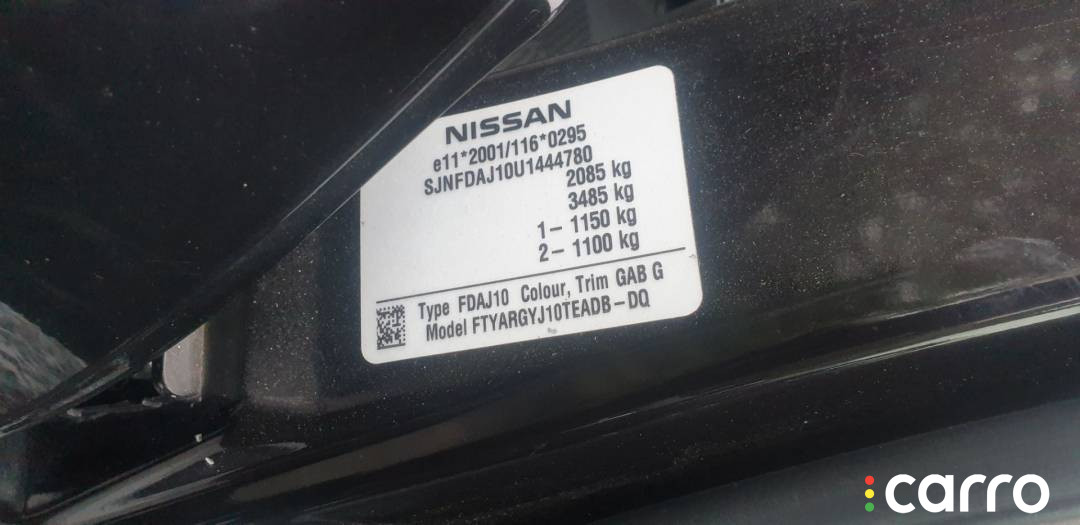 NISSAN
e11*2001/116*0295
SJNFDAJ10U1444780
2085 kg
3485 kg
1– 1150 kg
2– 1100 kg
Type FDAJ10 Colour, Trim GAB G
Model FTYARGYJ10TEADB–DQ
carro